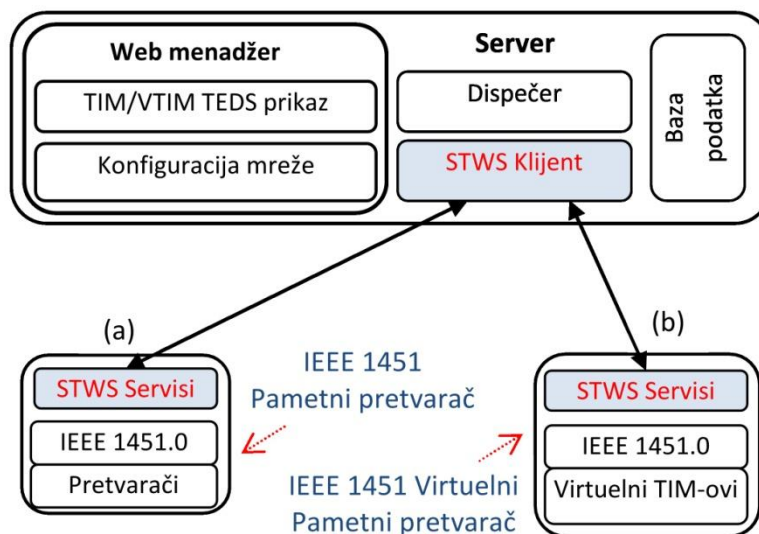 Web menadžer
TIM/VTIM TEDS prikaz
Konfiguracija mreže
Server
Dispečer
STWS Klijent
Baza
podatka
(a)
STWS Servisi
IEEE 1451.0
Pretvarači
IEEE 1451
Pametni pretvarač
IEEE 1451 Virtuelni
Pametni pretvarač
(b)
STWS Servisi
IEEE 1451.0
Virtuelni TIM-ovi